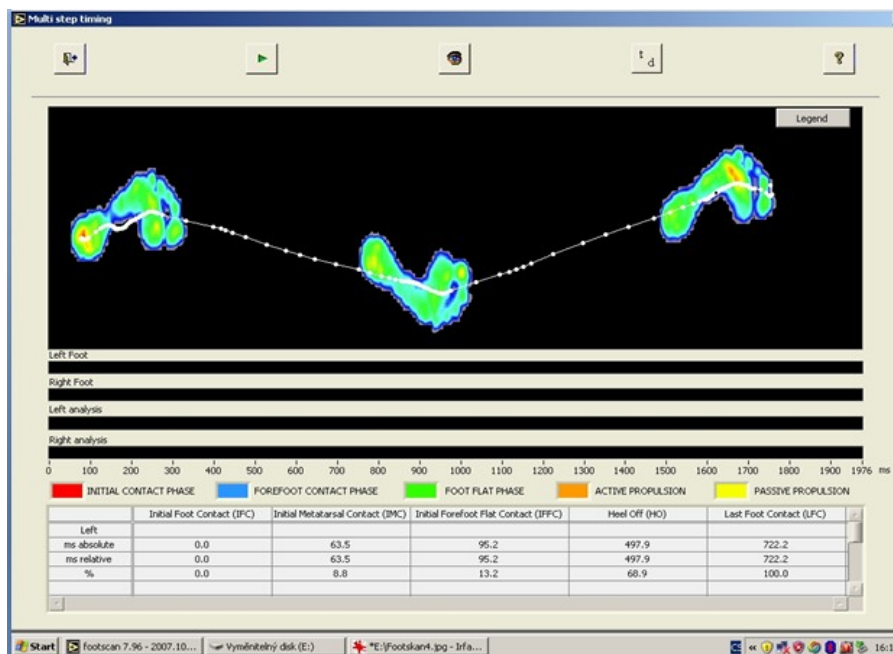 Multi step timing
t d ?
Legend
Left Foot
Right Foot
Left analysis
Right analysis
0 100 200 300 400 500 600 700 800 900 1000 1100 1200 1300 1400 1500 1600 1700 1800 1900 1976 ms
INITIAL CONTACT PHASE FOREFOOT CONTACT PHASE FOOT FLAT PHASE ACTIVE PROPULSION PASSIVE PROPULSION
Initial Foot Contact (IFC) Initial Metatarsal Contact (IMC) Initial Forefoot Flat Contact (IFFC) Heel Off (HO) Last Foot Contact (LFC)
Left
ms absolute 0.0 63.5 95.2 497.9 722.2
ms relative 0.0 63.5 95.2 497.9 722.2
% 0.0 8.8 13.2 68.9 100.0
Start footscan 7.96 - 2007.10... Vyměnitelný disk (E:) *E:\Footskan4.jpg - Irfa... CS « 16:1